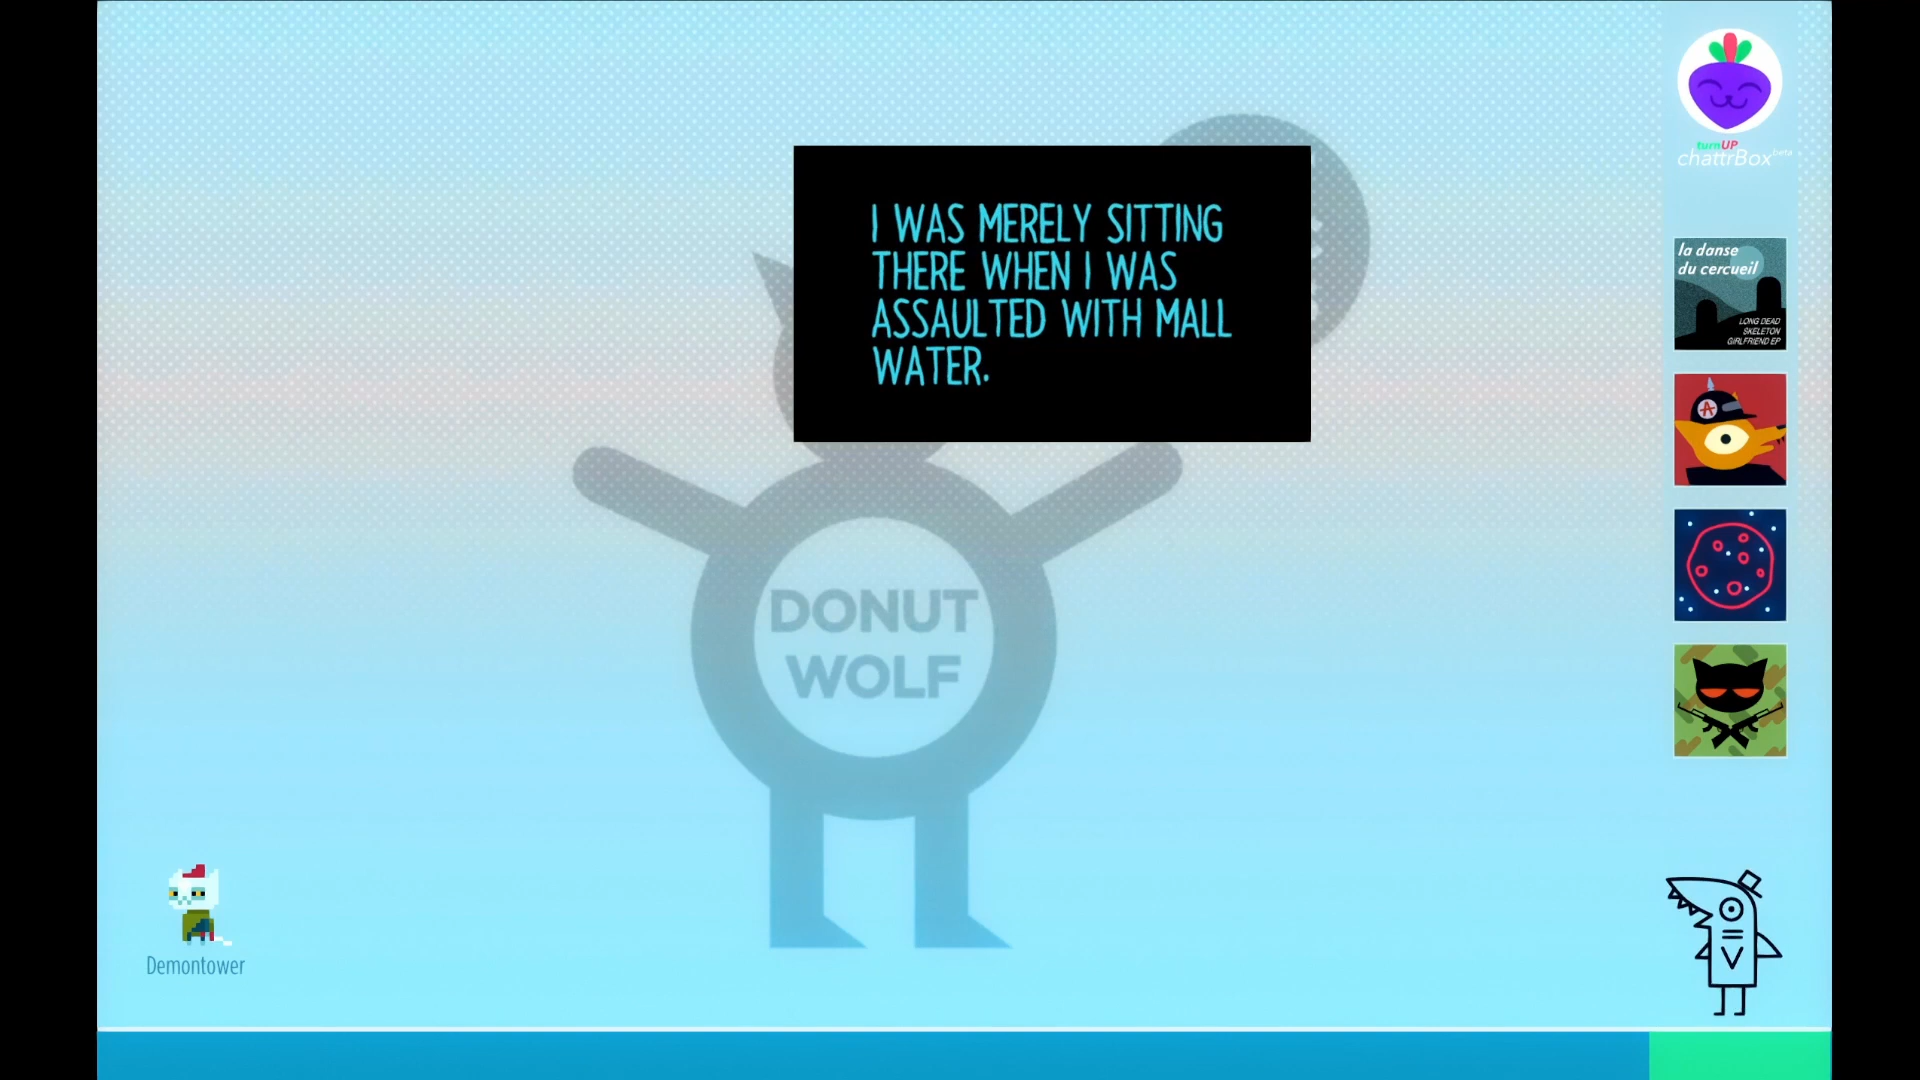 I WAS MERELY SITTING
THERE WHEN I WAS
ASSAULTED WITH MALL
WATER.
DONUT
WOLF
turnUP
chattrBox beta
la danse
du cercueil
LONG DEAD
SKELETON
GIRLFRIEND EP
A
Demontower